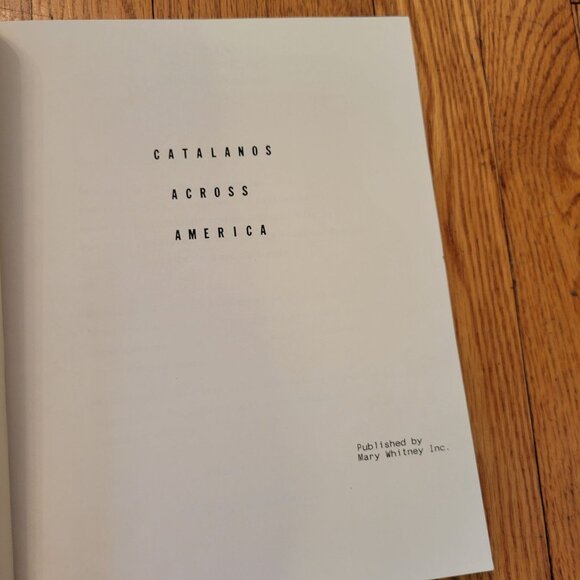 CATALANOS
ACROSS
AMERICA
Published by
Mary Whitney Inc.